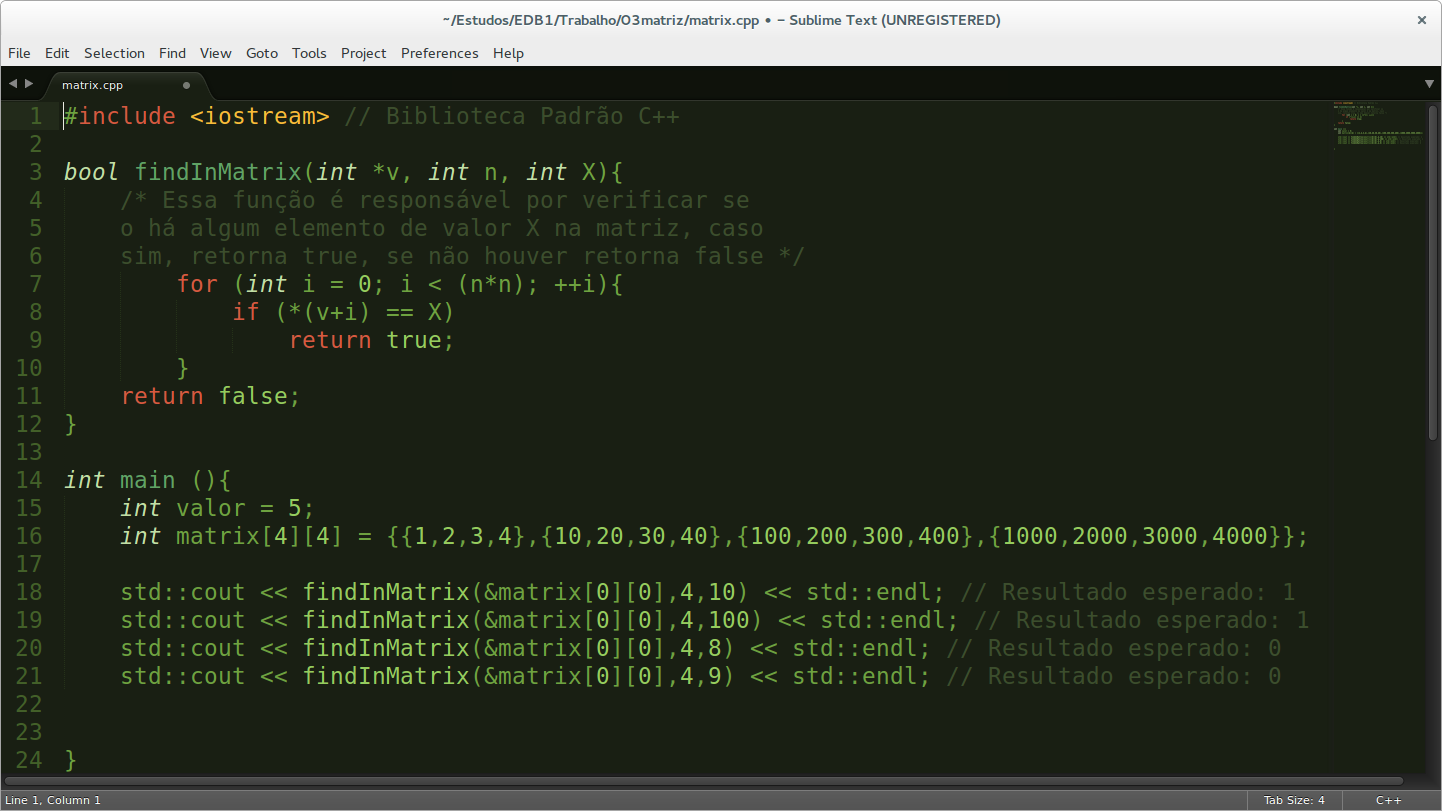 ~/Estudos/EDB1/Trabalho/O3matriz/matrix.cpp • – Sublime Text (UNREGISTERED)
File Edit Selection Find View Goto Tools Project Preferences Help
matrix.cpp
1 #include <iostream> // Biblioteca Padrão C++
2
3 bool findInMatrix(int *v, int n, int X){
4     /* Essa função é responsável por verificar se
5     o há algum elemento de valor X na matriz, caso
6     sim, retorna true, se não houver retorna false */
7         for (int i = 0; i < (n*n); ++i){
8             if (*(v+i) == X)
9                 return true;
10         }
11     return false;
12 }
13
14 int main (){
15     int valor = 5;
16     int matrix[4][4] = {{1,2,3,4},{10,20,30,40},{100,200,300,400},{1000,2000,3000,4000}};
17
18     std::cout << findInMatrix(&matrix[0][0],4,10) << std::endl; // Resultado esperado: 1
19     std::cout << findInMatrix(&matrix[0][0],4,100) << std::endl; // Resultado esperado: 1
20     std::cout << findInMatrix(&matrix[0][0],4,8) << std::endl; // Resultado esperado: 0
21     std::cout << findInMatrix(&matrix[0][0],4,9) << std::endl; // Resultado esperado: 0
22
23
24 }
Line 1, Column 1 Tab Size: 4 C++